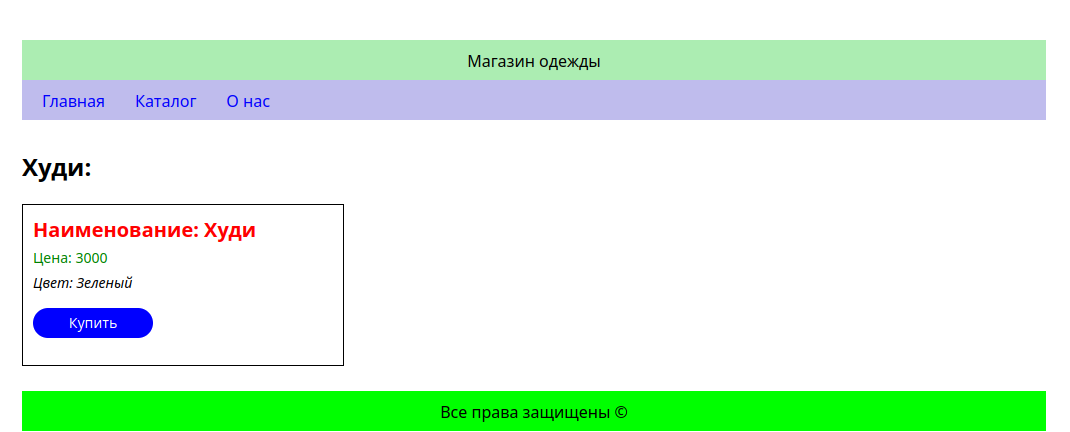 Магазин одежды
Главная Каталог О нас
Худи:
Наименование: Худи
Цена: 3000
Цвет: Зеленый
Купить
Все права защищены ©